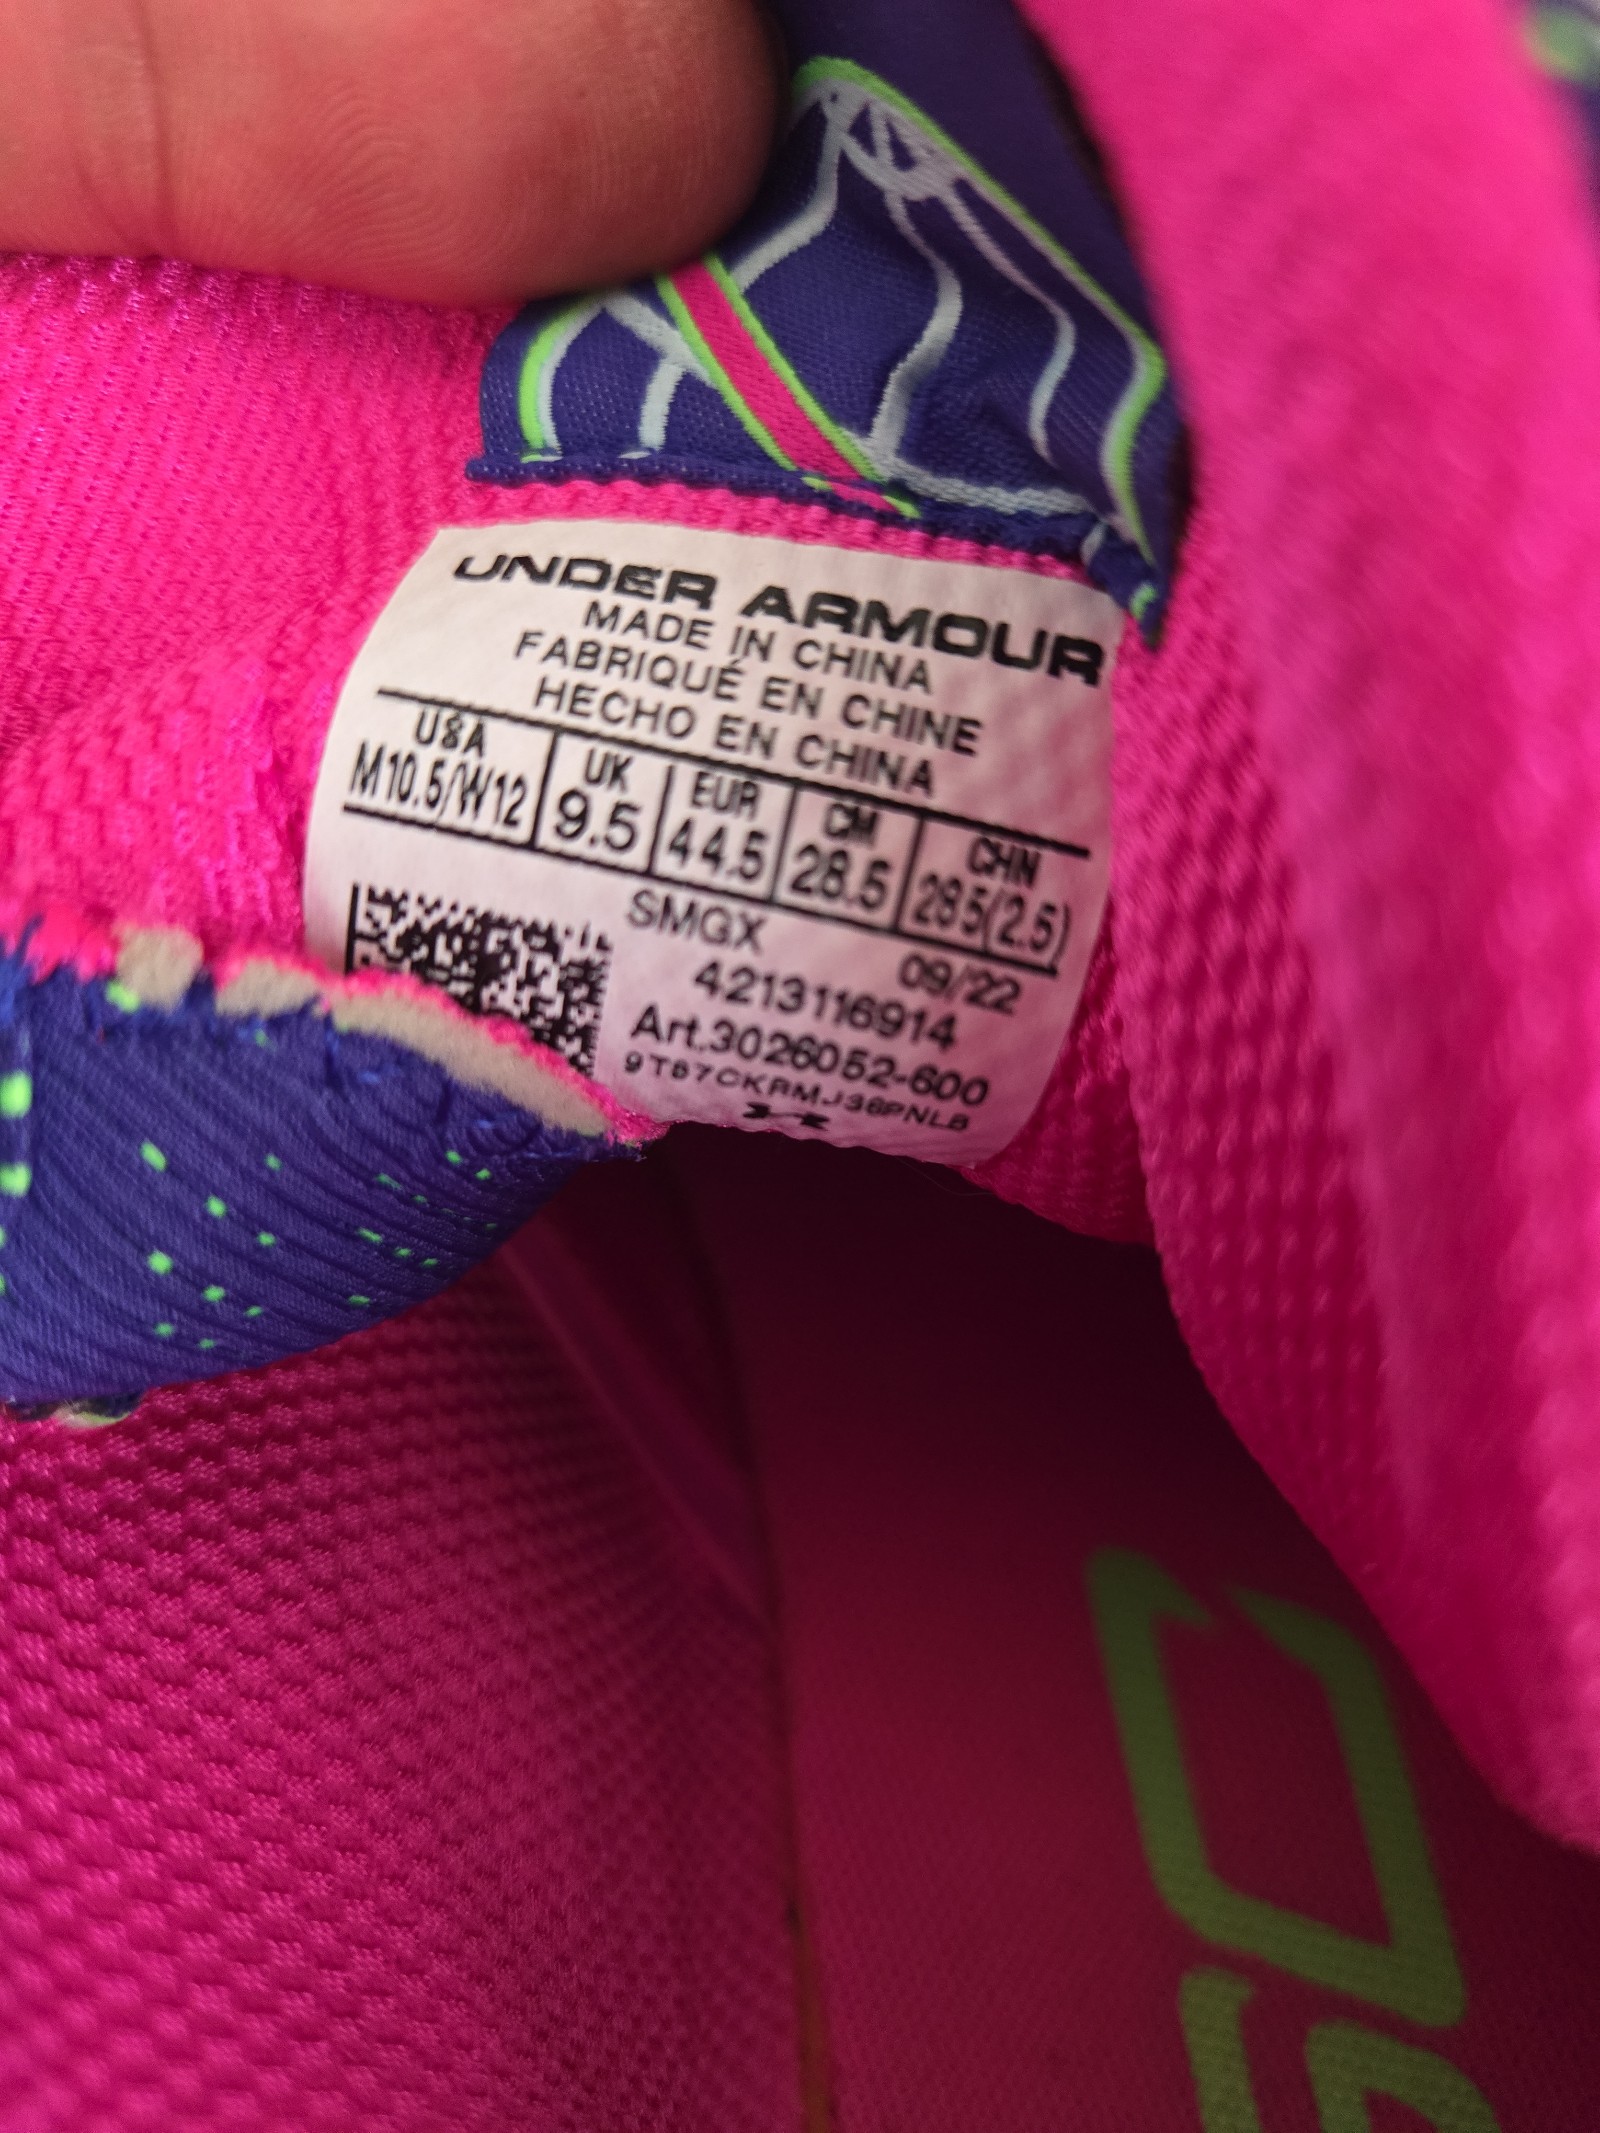 UNDER ARMOUR
MADE IN CHINA
FABRIQUÉ EN CHINE
HECHO EN CHINA
USA UK EUR CM CHN
M10.5/W12 9.5 44.5 28.5 285(2.5)
SMGX
09/22
42131116914
Art.3026052-600